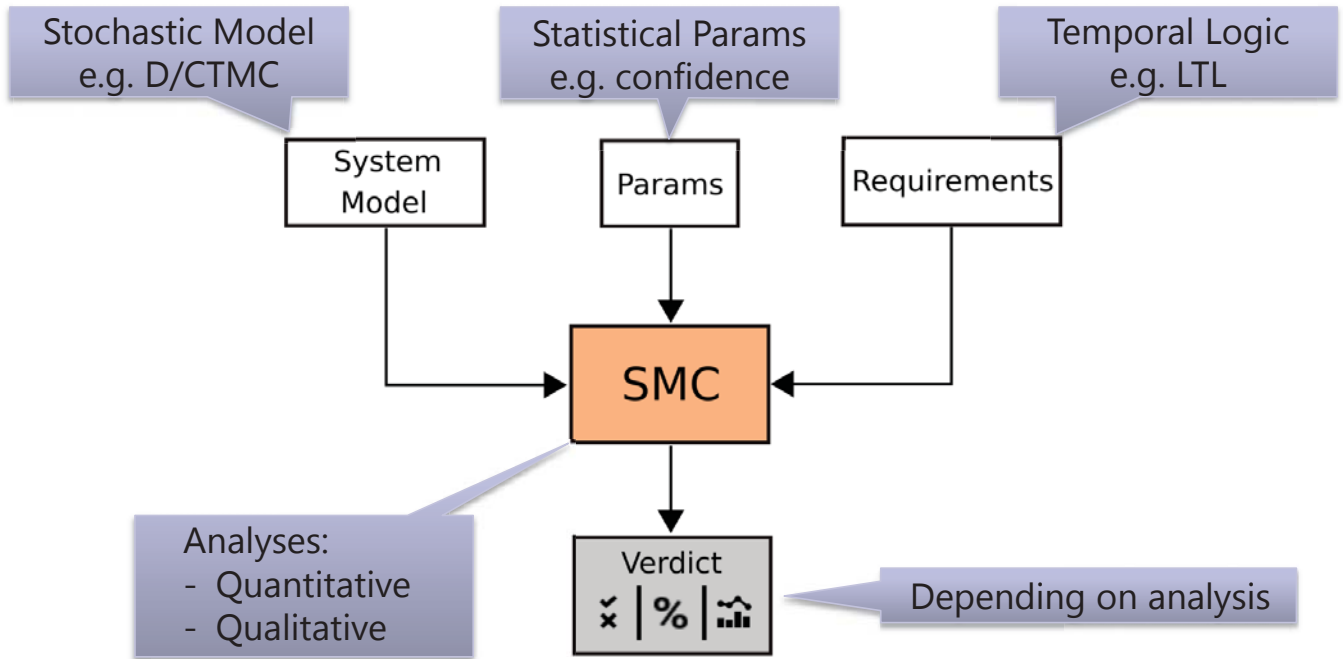 Stochastic Model
e.g. D/CTMC
Statistical Params
e.g. confidence
Temporal Logic
e.g. LTL
System
Model
Params
Requirements
SMC
Analyses:
- Quantitative
- Qualitative
Verdict
%
Depending on analysis